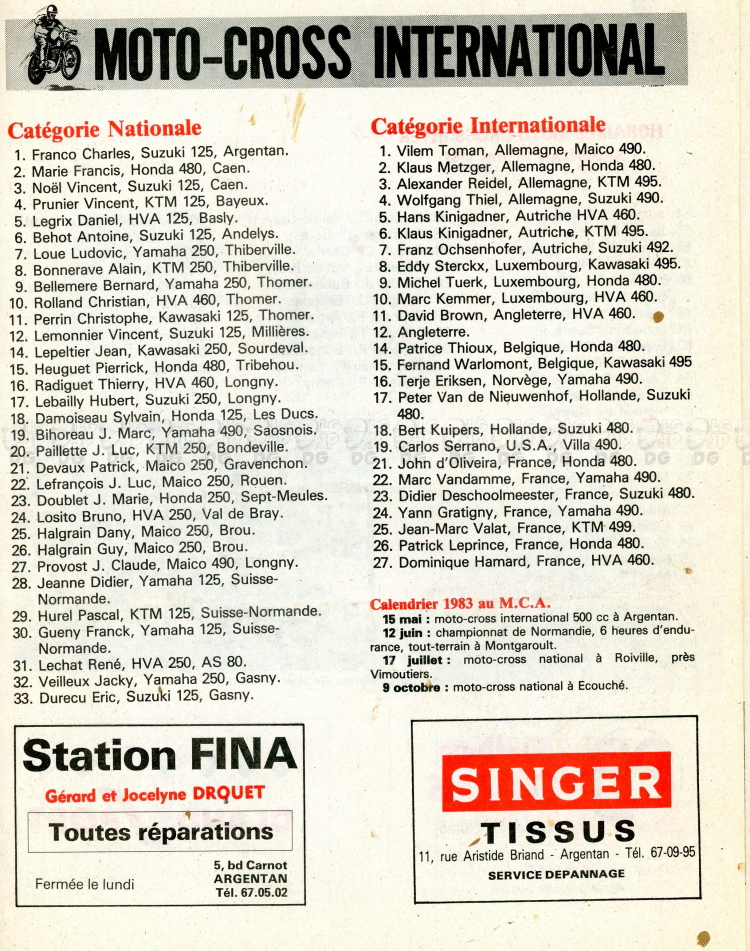 MOTO-CROSS INTERNATIONAL
Catégorie Nationale
1. Franco Charles, Suzuki 125, Argentan.
2. Marie Francis, Honda 480, Caen.
3. Noël Vincent, Suzuki 125, Caen.
4. Prunier Vincent, KTM 125, Bayeux.
5. Legrix Daniel, HVA 125, Basly.
6. Behot Antoine, Suzuki 125, Andelys.
7. Loue Ludovic, Yamaha 250, Thiberville.
8. Bonnerave Alain, KTM 250, Thiberville.
9. Bellemere Bernard, Yamaha 250, Thomer.
10. Rolland Christian, HVA 460, Thomer.
11. Perrin Christophe, Kawasaki 125, Thomer.
12. Lemonnier Vincent, Suzuki 125, Millières.
14. Lepeltier Jean, Kawasaki 250, Sourdeval.
15. Heuguet Pierrick, Honda 480, Tribehou.
16. Radiguet Thierry, HVA 460, Longny.
17. Lebailly Hubert, Suzuki 250, Longny.
18. Damoiseau Sylvain, Honda 125, Les Ducs.
19. Bihoreau J. Marc, Yamaha 490, Saosnois.
20. Paillette J. Luc, KTM 250, Bondeville.
21. Devaux Patrick, Maico 250, Gravenchon.
22. Lefrançois J. Luc, Maico 250, Rouen.
23. Doublet J. Marie, Honda 250, Sept-Meules.
24. Losito Bruno, HVA 250, Val de Bray.
25. Halgrain Dany, Maico 250, Brou.
26. Halgrain Guy, Maico 250, Brou.
27. Provost J. Claude, Maico 490, Longny.
28. Jeanne Didier, Yamaha 125, Suisse-
Normande.
29. Hurel Pascal, KTM 125, Suisse-Normande.
30. Gueny Franck, Yamaha 125, Suisse-
Normande.
31. Lechat René, HVA 250, AS 80.
32. Veilleux Jacky, Yamaha 250, Gasny.
33. Durecu Eric, Suzuki 125, Gasny.
Catégorie Internationale
1. Vilem Toman, Allemagne, Maico 490.
2. Klaus Metzger, Allemagne, Honda 480.
3. Alexander Reidel, Allemagne, KTM 495.
4. Wolfgang Thiel, Allemagne, Suzuki 490.
5. Hans Kinigadner, Autriche HVA 460.
6. Klaus Kinigadner, Autriche, KTM 495.
7. Franz Ochsenhofer, Autriche, Suzuki 492.
8. Eddy Sterckx, Luxembourg, Kawasaki 495.
9. Michel Tuerk, Luxembourg, Honda 480.
10. Marc Kemmer, Luxembourg, HVA 460.
11. David Brown, Angleterre, HVA 460.
12. Angleterre.
14. Patrice Thioux, Belgique, Honda 480.
15. Fernand Warlomont, Belgique, Kawasaki 495
16. Terje Eriksen, Norvège, Yamaha 490.
17. Peter Van de Nieuwenhof, Hollande, Suzuki
480.
18. Bert Kuipers, Hollande, Suzuki 480.
19. Carlos Serrano, U.S.A., Villa 490.
21. John d'Oliveira, France, Honda 480.
22. Marc Vandamme, France, Yamaha 490.
23. Didier Deschoolmeester, France, Suzuki 480.
24. Yann Gratigny, France, Yamaha 490.
25. Jean-Marc Valat, France, KTM 499.
26. Patrick Leprince, France, Honda 480.
27. Dominique Hamard, France, HVA 460.
Calendrier 1983 au M.C.A.
15 mai : moto-cross international 500 cc à Argentan.
12 juin : championnat de Normandie, 6 heures d'endu-
rance, tout-terrain à Montgaroult.
17 juillet : moto-cross national à Roiville, près
Vimoutiers.
9 octobre : moto-cross national à Ecouché.
Station FINA
Gérard et Jocelyne DRQUET
Toutes réparations
Fermée le lundi
5, bd Carnot
ARGENTAN
Tél. 67.05.02
SINGER
TISSUS
11, rue Aristide Briand - Argentan - Tél. 67-09-95
SERVICE DEPANNAGE